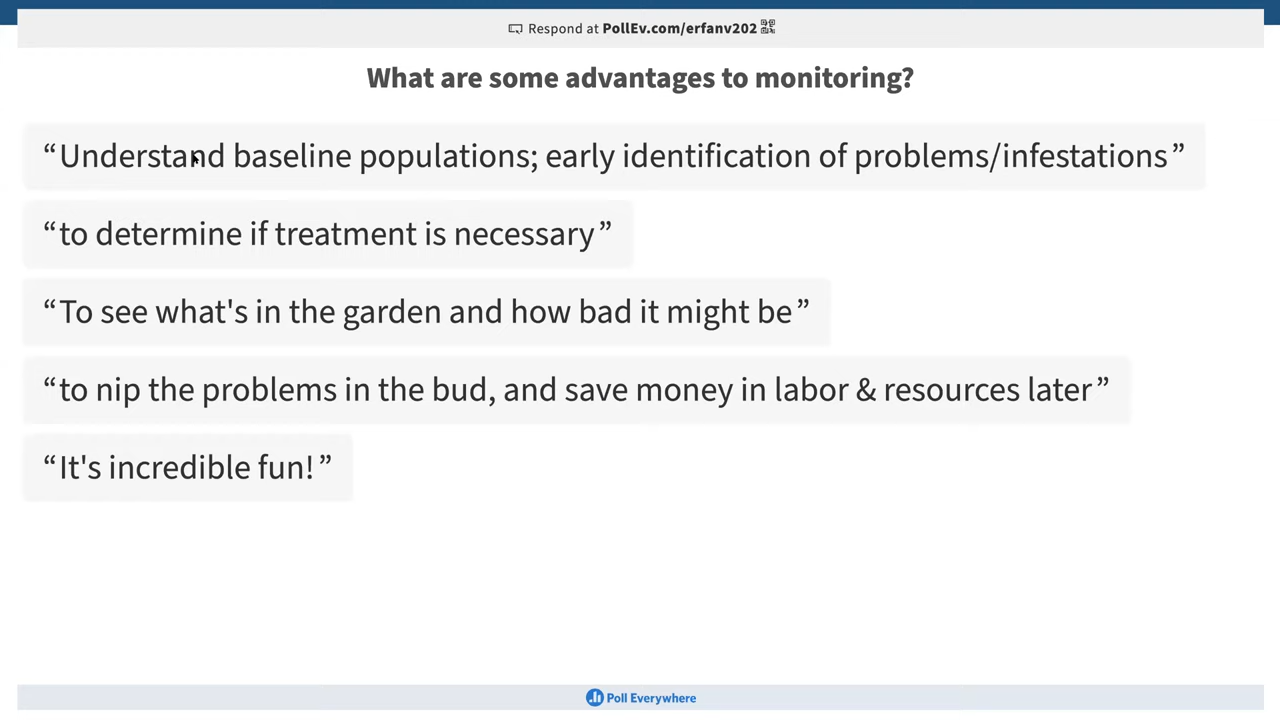 Respond at PollEv.com/erfanv202
What are some advantages to monitoring?
“Understand baseline populations; early identification of problems/infestations”
“to determine if treatment is necessary”
“To see what's in the garden and how bad it might be”
“to nip the problems in the bud, and save money in labor & resources later”
“It's incredible fun!”
Poll Everywhere